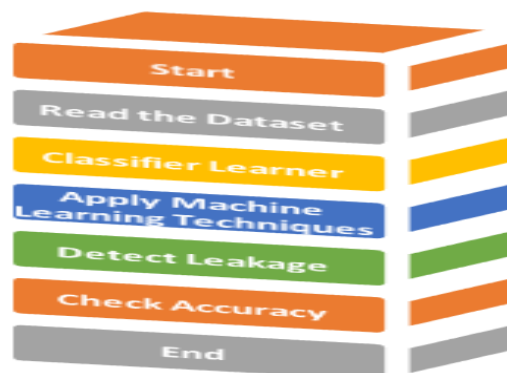 Start
Read the Dataset
Classifier Learner
Apply Machine
Learning Techniques
Detect Leakage
Check Accuracy
End